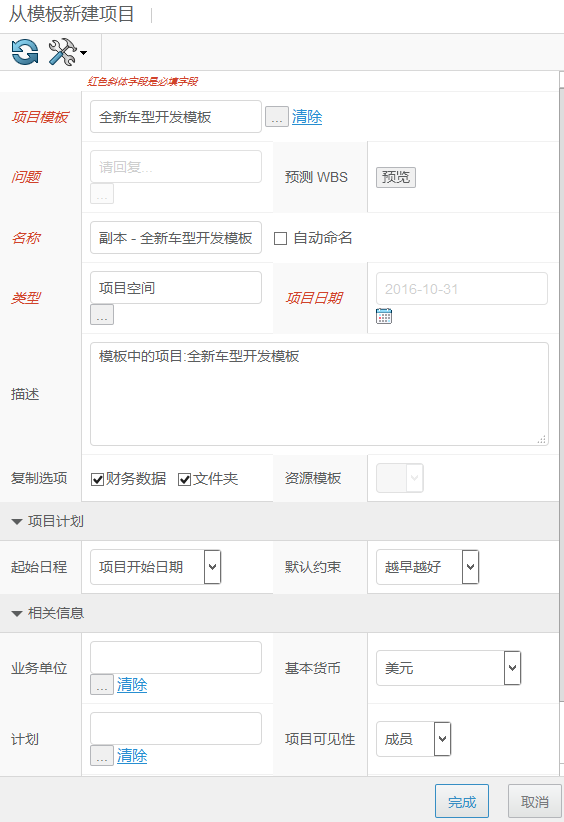 从模板新建项目
红色斜体字段是必填字段
项目模板 全新车型开发模板 ... 清除
问题 请回复... 预测 WBS 预览
...
名称 副本 - 全新车型开发模板 自动命名
类型 项目空间 项目日期 2016-10-31
...
描述 模板中的项目:全新车型开发模板
复制选项 财务数据 文件夹 资源模板
项目计划
起始日程 项目开始日期 默认约束 越早越好
相关信息
业务单位 基本货币 美元
... 清除
计划 项目可见性 成员
... 清除
完成 取消